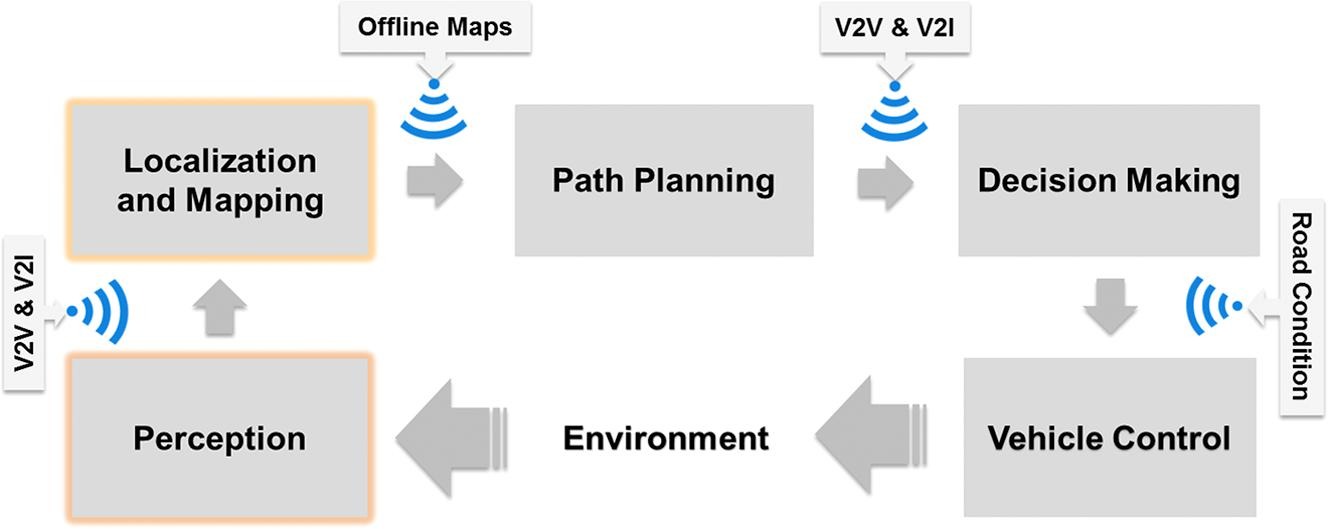 Offline Maps
V2V & V2I
Localization
and Mapping
Path Planning
Decision Making
V2V & V2I
Road Condition
Perception
Environment
Vehicle Control